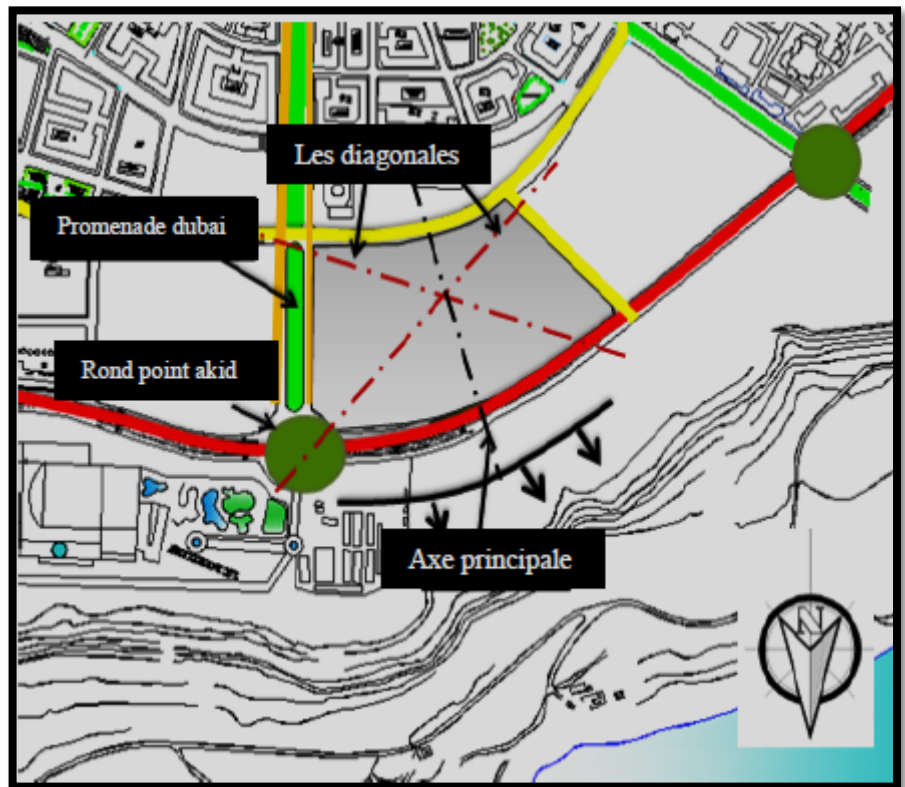 Les diagonales
Promenade dubai
Rond point akid
Axe principale
N